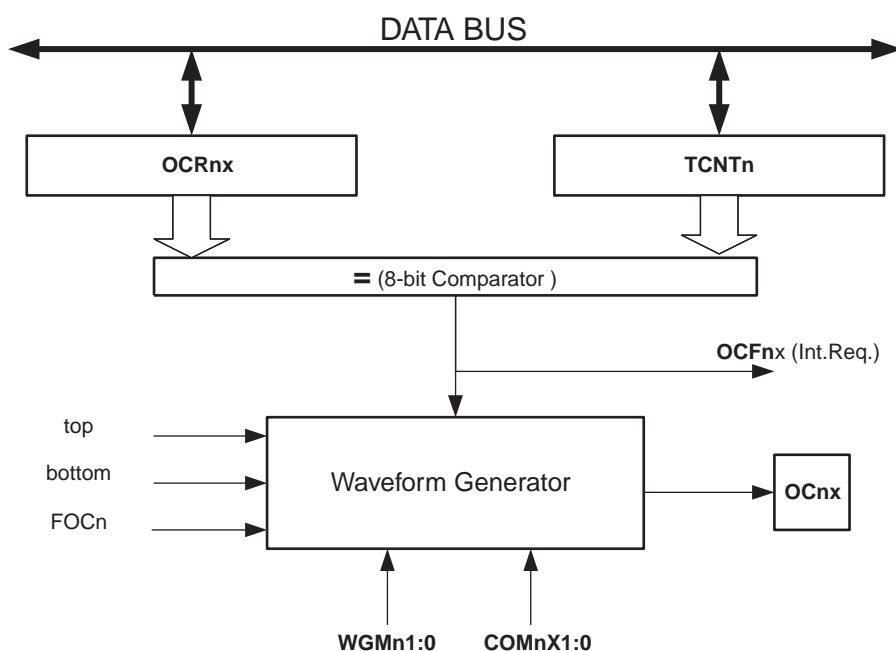 DATA BUS
OCRnx
TCNTn
= (8-bit Comparator )
OCFnx (Int.Req.)
top
bottom
FOCn
Waveform Generator
OCnx
WGMn1:0
COMnX1:0